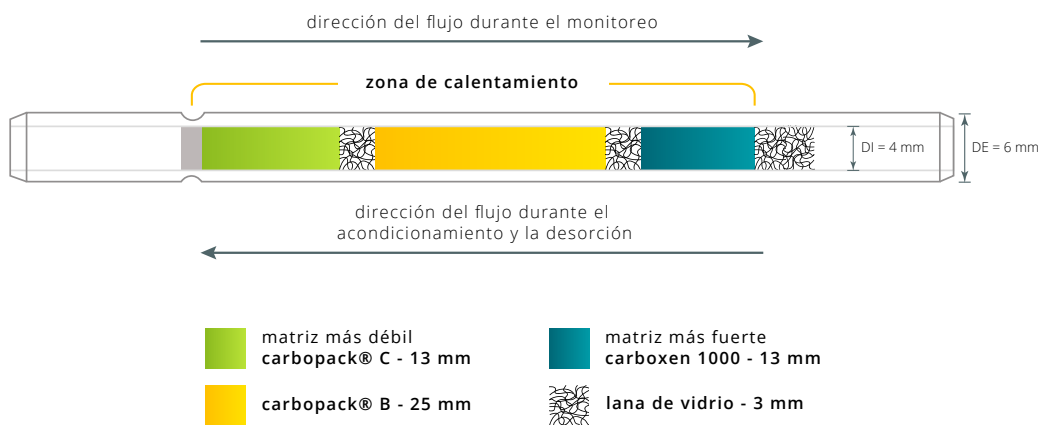 dirección del flujo durante el monitoreo
zona de calentamiento
DI = 4 mm
DE = 6 mm
dirección del flujo durante el
acondicionamiento y la desorción
matriz más débil
carbopack® C - 13 mm
matriz más fuerte
carboxen 1000 - 13 mm
carbopack® B - 25 mm
lana de vidrio - 3 mm